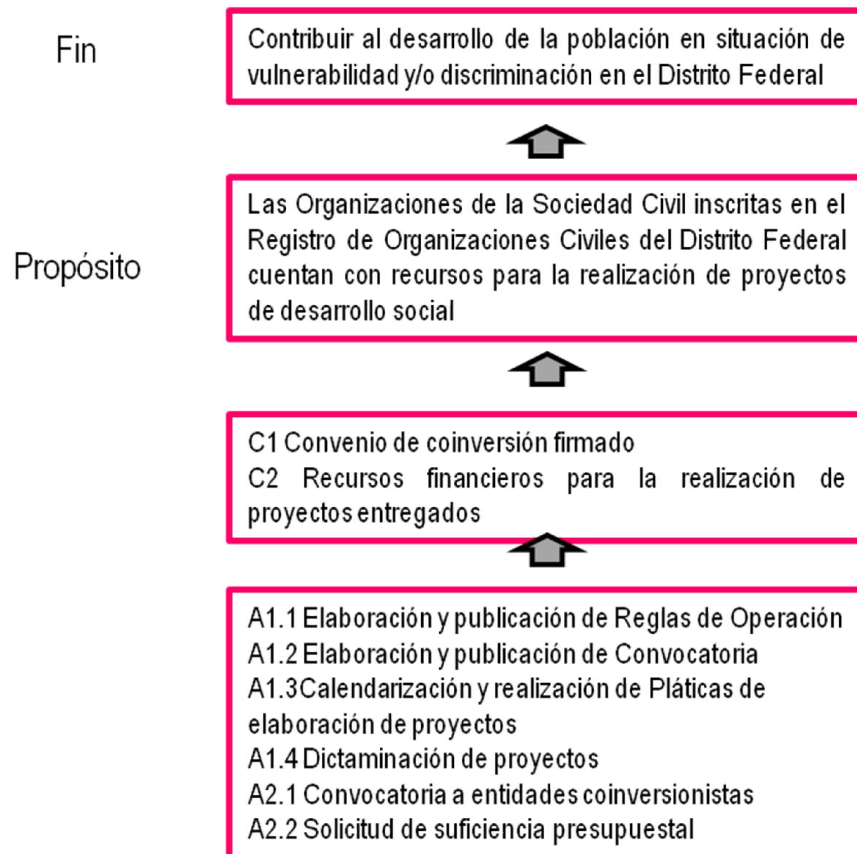 Fin
Contribuir al desarrollo de la población en situación de
vulnerabilidad y/o discriminación en el Distrito Federal
Propósito
Las Organizaciones de la Sociedad Civil inscritas en el
Registro de Organizaciones Civiles del Distrito Federal
cuentan con recursos para la realización de proyectos
de desarrollo social
C1 Convenio de coinversión firmado
C2 Recursos financieros para la realización de
proyectos entregados
A1.1 Elaboración y publicación de Reglas de Operación
A1.2 Elaboración y publicación de Convocatoria
A1.3Calendarización y realización de Pláticas de
elaboración de proyectos
A1.4 Dictaminación de proyectos
A2.1 Convocatoria a entidades coinversionistas
A2.2 Solicitud de suficiencia presupuestal